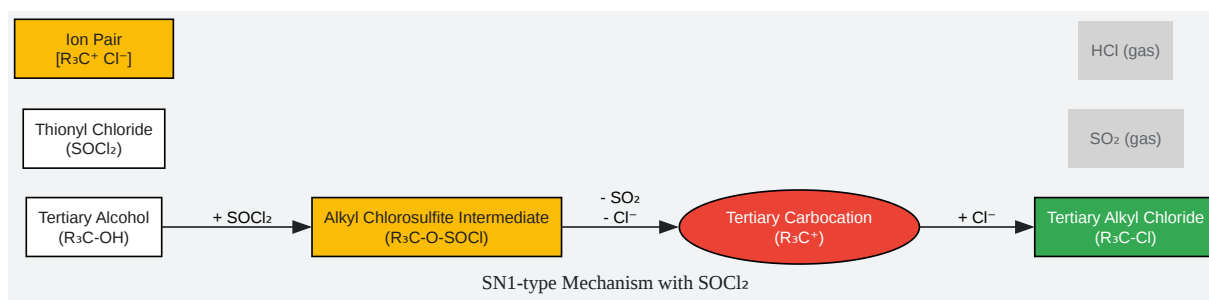 Ion Pair
[R₃C⁺ Cl⁻]
HCl (gas)
Thionyl Chloride
(SOCl₂)
SO₂ (gas)
Tertiary Alcohol
(R₃C-OH)
+ SOCl₂
Alkyl Chlorosulfite Intermediate
(R₃C-O-SOCl)
- SO₂
- Cl⁻
Tertiary Carbocation
(R₃C⁺)
+ Cl⁻
Tertiary Alkyl Chloride
(R₃C-Cl)
SN1-type Mechanism with SOCl₂